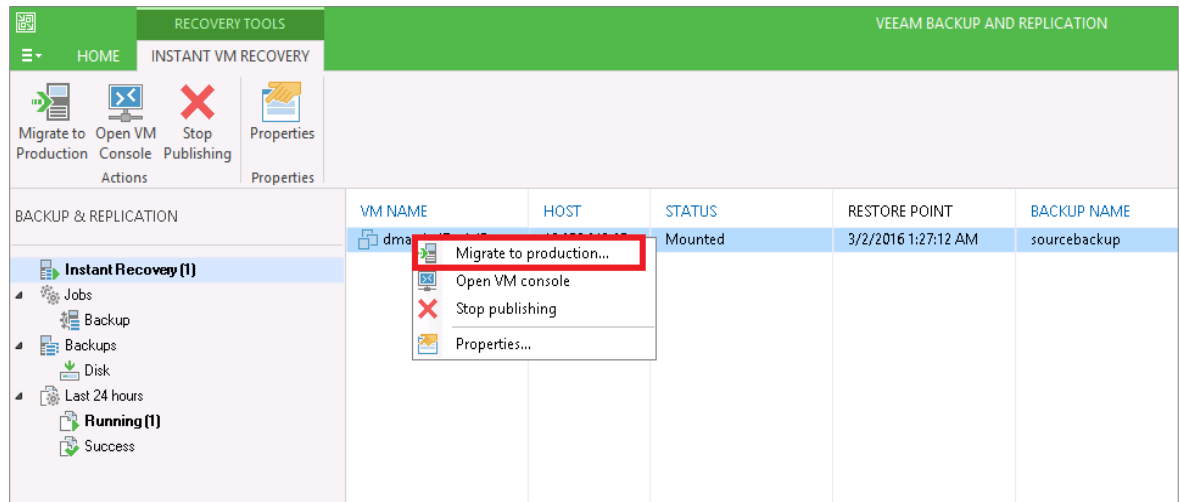 RECOVERY TOOLS
VEEAM BACKUP AND REPLICATION
HOME
INSTANT VM RECOVERY
Migrate to Production
Open VM Console
Stop Publishing
Properties
Actions
Properties
BACKUP & REPLICATION
Instant Recovery (1)
Jobs
Backup
Backups
Disk
Last 24 hours
Running (1)
Success
VM NAME HOST STATUS RESTORE POINT BACKUP NAME
Mounted 3/2/2016 1:27:12 AM sourcebackup
Migrate to production...
Open VM console
Stop publishing
Properties...